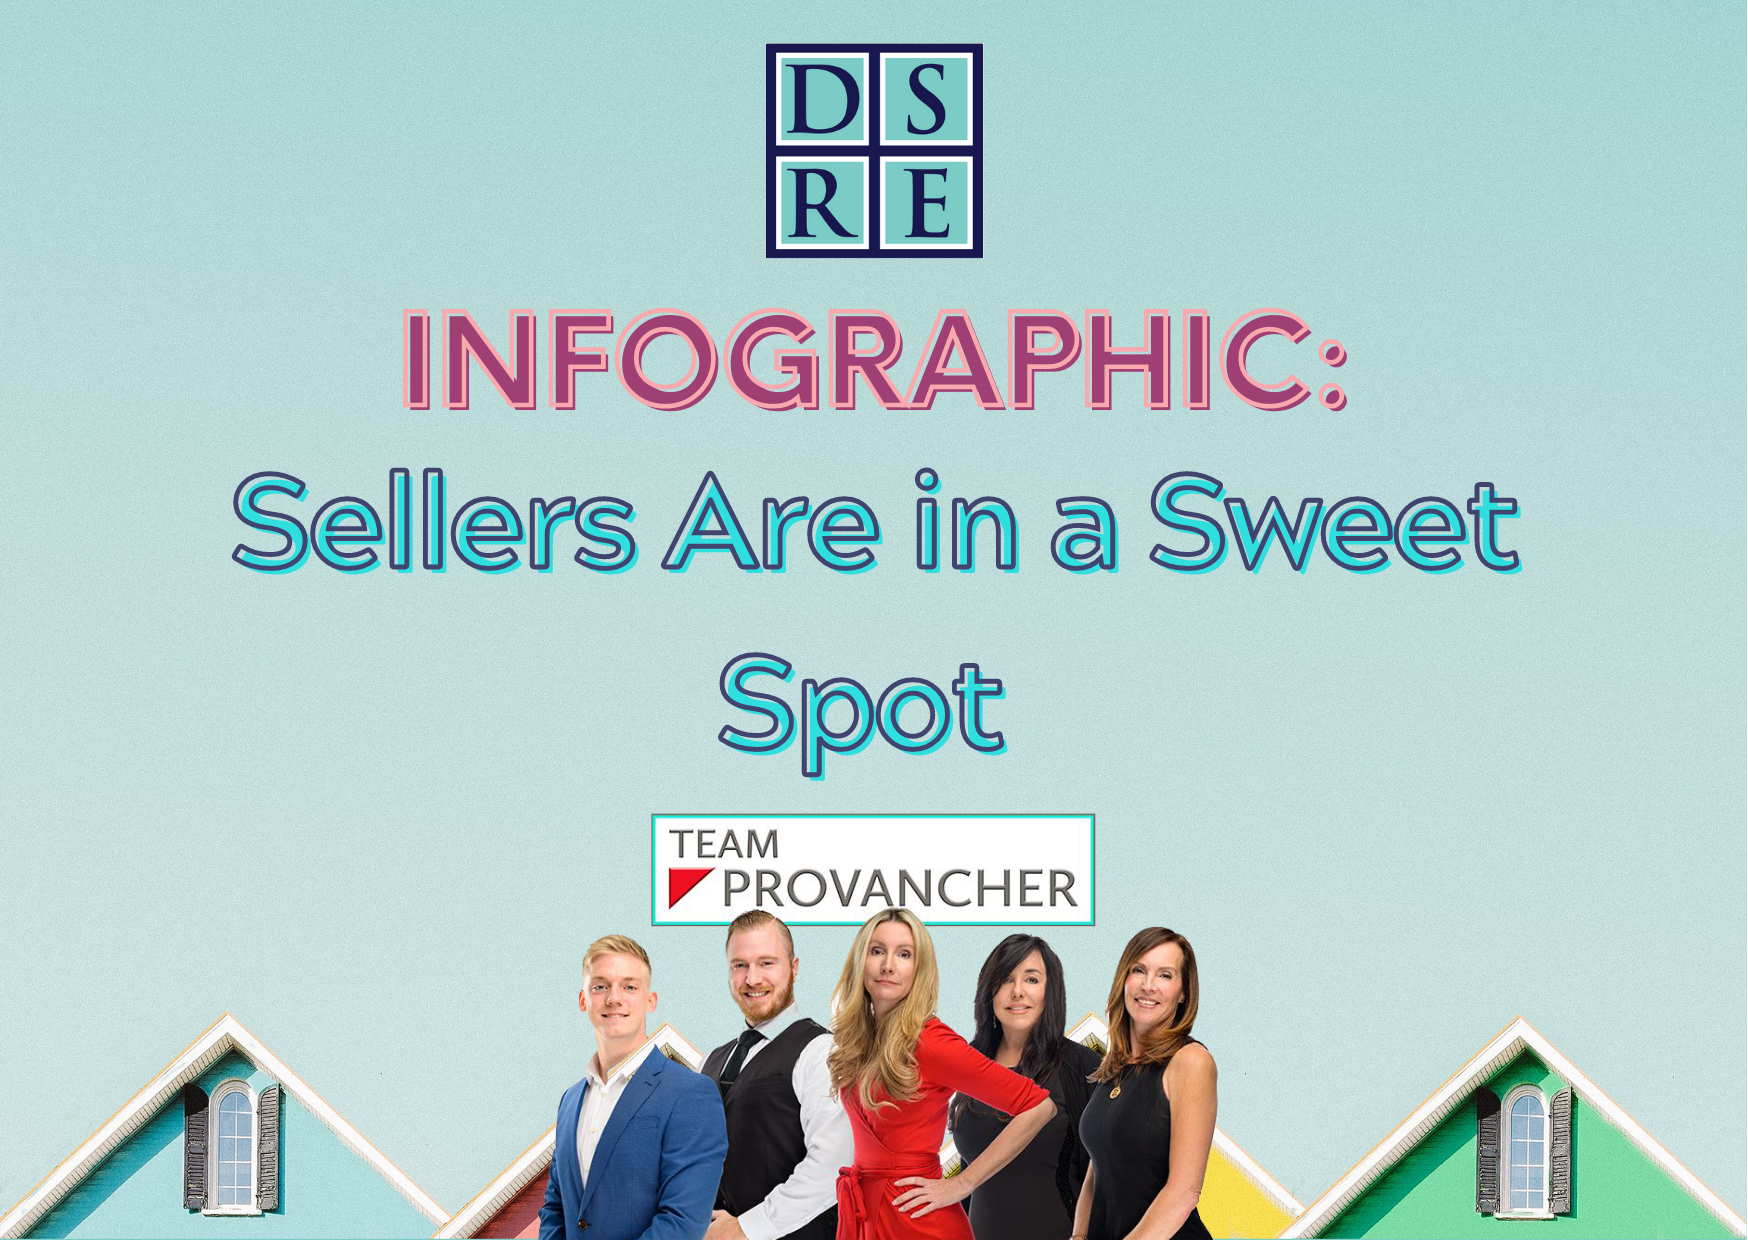 D S
R E
INFOGRAPHIC:
Sellers Are in a Sweet
Spot
TEAM
PROVANCHER